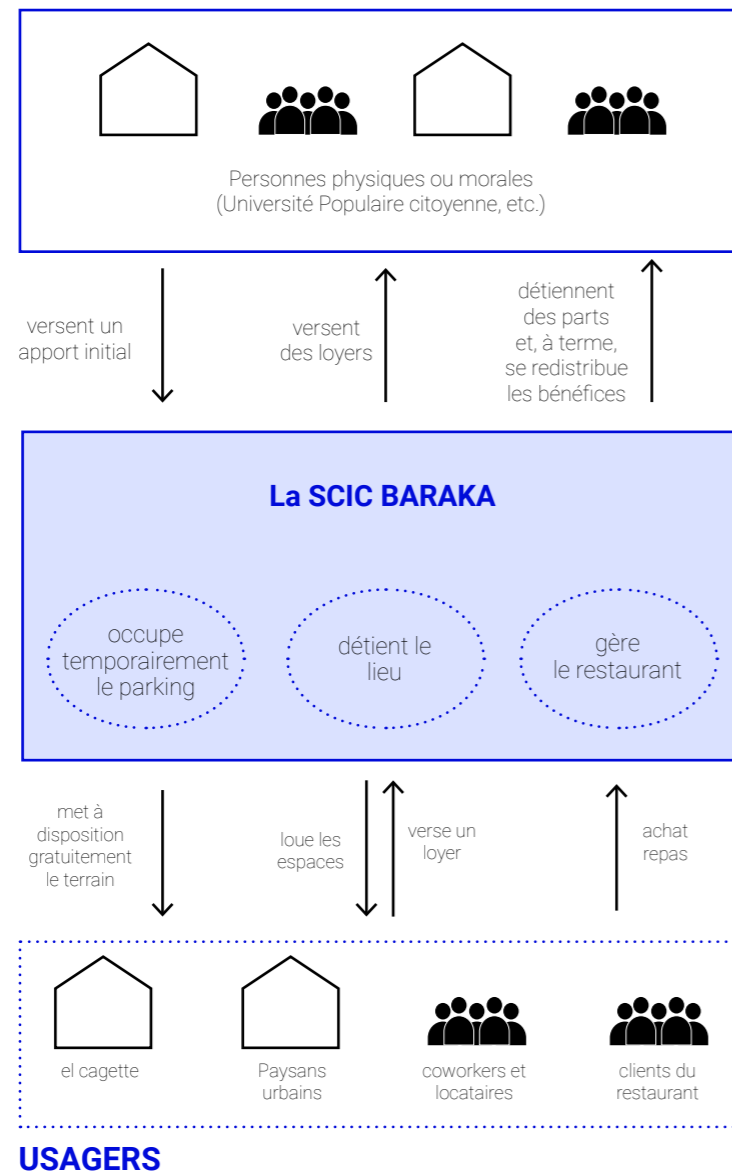 Personnes physiques ou morales
(Université Populaire citoyenne, etc.)
versent un
apport initial
versent
des loyers
détiennent
des parts
et, à terme,
se redistribue
les bénéfices
La SCIC BARAKA
occupe
temporairement
le parking
détient le
lieu
gère
le restaurant
met à
disposition
gratuitement
le terrain
loue les
espaces
verse un
loyer
achat
repas
el cagette
Paysans
urbains
coworkers et
locataires
clients du
restaurant
USAGERS